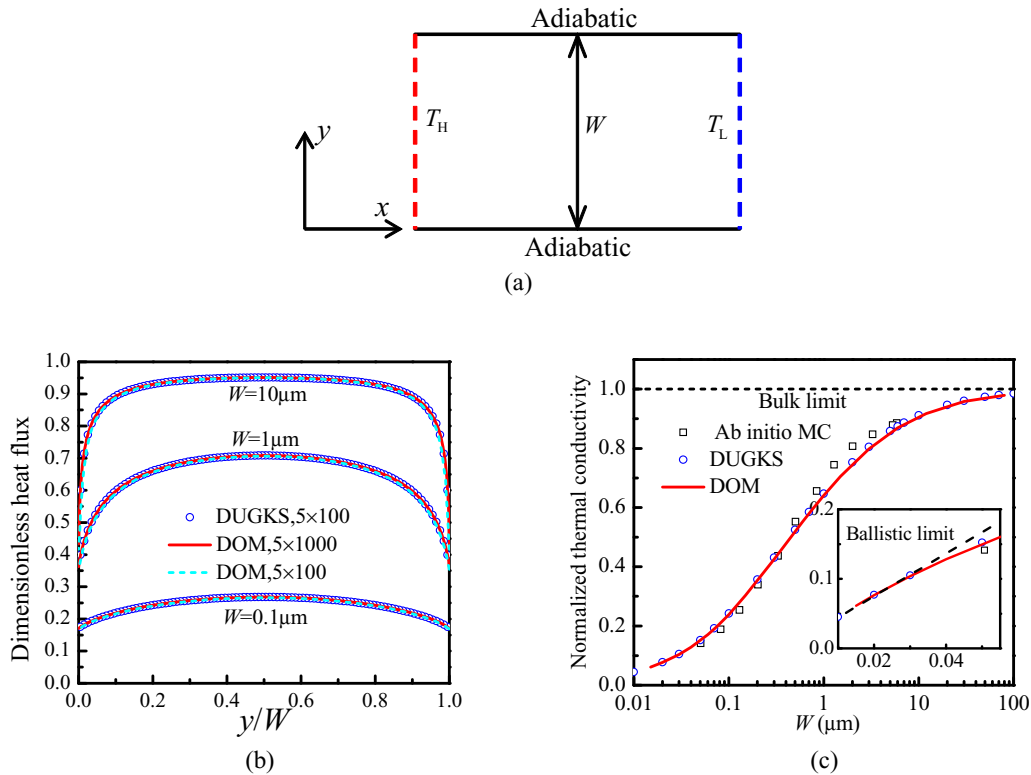 Adiabatic
T_H
W
T_L
y
x
Adiabatic
(a)
Dimensionless heat flux
1.0
0.9
0.8
0.7
0.6
0.5
0.4
0.3
0.2
0.1
0.0
W=10μm
W=1μm
DUGKS,5×100
DOM,5×1000
DOM,5×100
W=0.1μm
0.0 0.2 0.4 0.6 0.8 1.0
y/W
(b)
Normalized thermal conductivity
1.0
0.8
0.6
0.4
0.2
0.0
Bulk limit
Ab initio MC
DUGKS
DOM
0.2
Ballistic limit
0.1
0.0
0.02 0.04
0.01 0.1 1 10 100
W (μm)
(c)